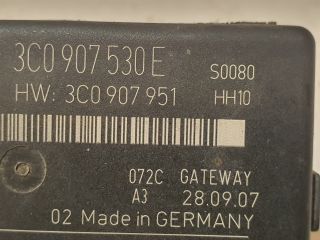 3C0 907 530 E S0080
HW: 3C0 907 951 HH10
072C GATEWAY
A3 28.09.07
02 Made in GERMANY